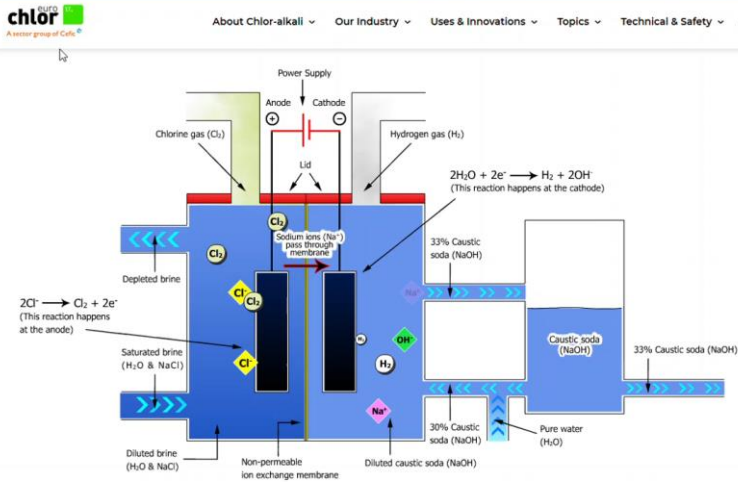 euro
chlor
A sector group of Cefic
About Chlor-alkali
Our Industry
Uses & Innovations
Topics
Technical & Safety
Power Supply
Anode
Cathode
+
−
Chlorine gas (Cl₂)
Hydrogen gas (H₂)
Lid
2H₂O + 2e⁻ ⟶ H₂ + 2OH⁻
(This reaction happens at the cathode)
Cl₂
Sodium ions (Na⁺)
pass through
membrane
33% Caustic
soda (NaOH)
Cl₂
Depleted brine
Cl⁻
Cl₂
Na⁺
2Cl⁻ ⟶ Cl₂ + 2e⁻
(This reaction happens
at the anode)
H₂
OH⁻
Caustic soda
(NaOH)
Saturated brine
(H₂O & NaCl)
Cl⁻
H₂
33% Caustic soda (NaOH)
Na⁺
30% Caustic
soda (NaOH)
Pure water
(H₂O)
Diluted brine
(H₂O & NaCl)
Non-permeable
ion exchange membrane
Diluted caustic soda (NaOH)